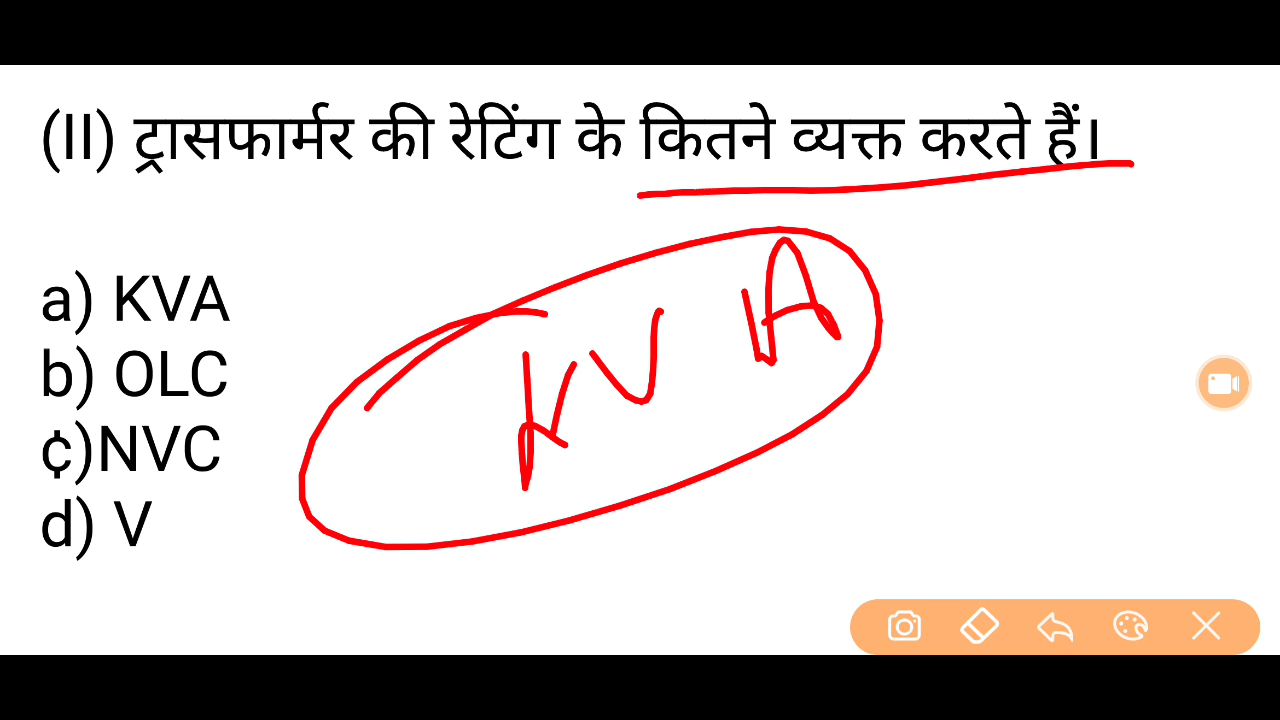 (II) ट्रासफार्मर की रेटिंग के कितने व्यक्त करते हैं।
a) KVA
b) OLC
¢)NVC
d) V
KVA